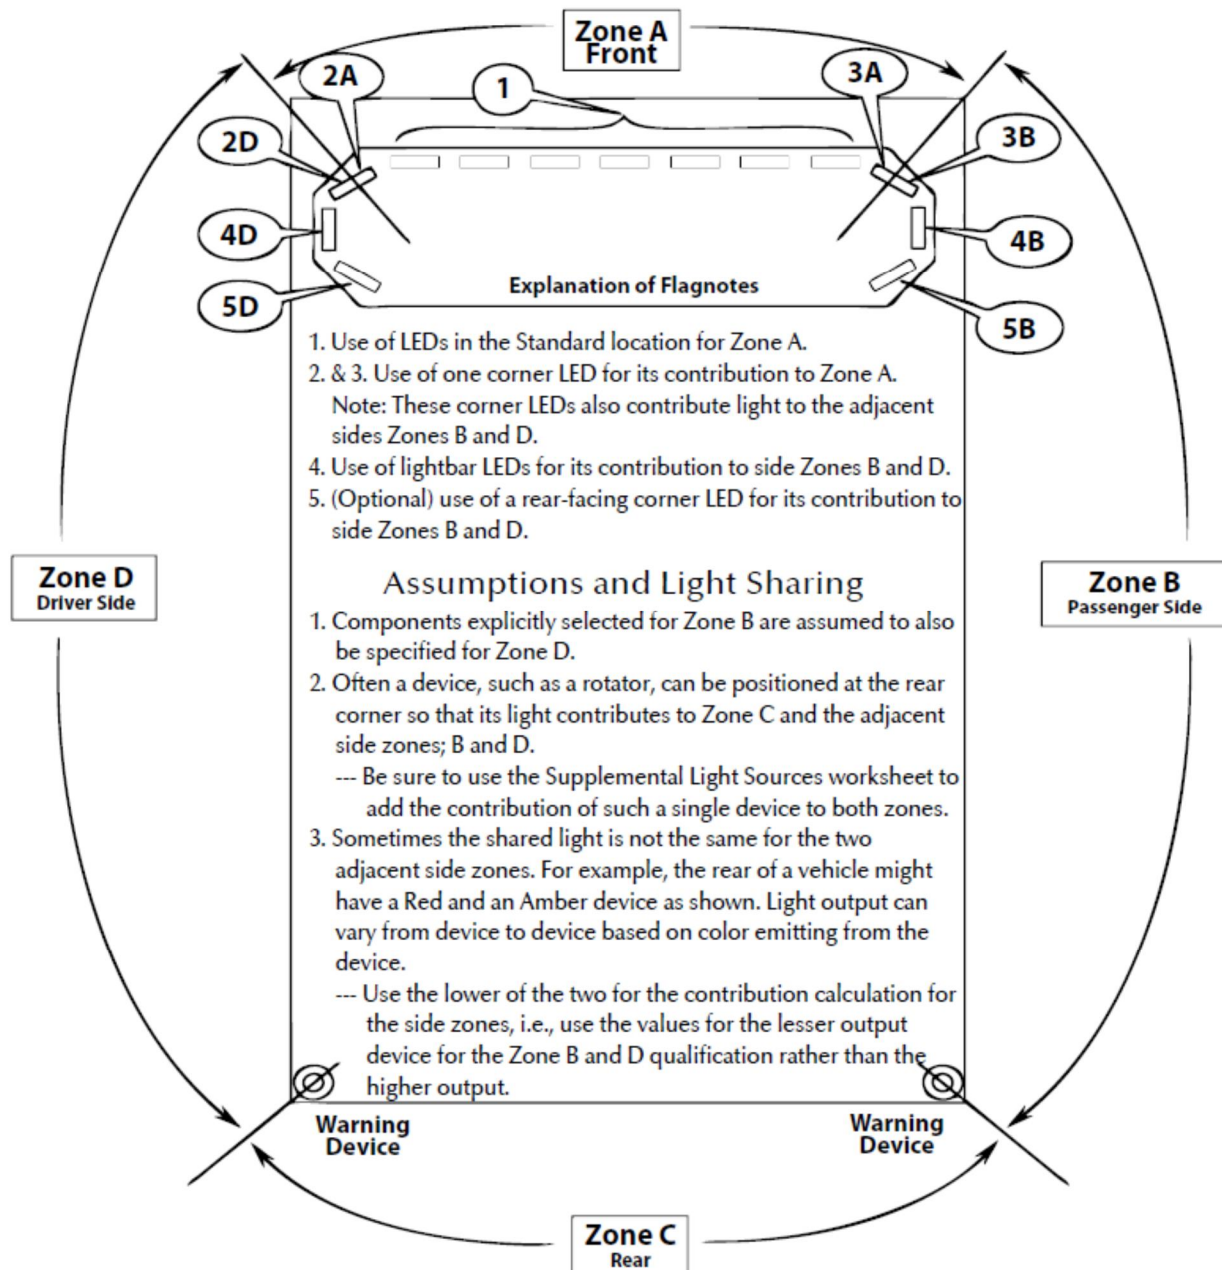 Zone A
Front
2A
1
3A
2D
3B
4D
4B
5D
5B
Explanation of Flagnotes
1. Use of LEDs in the Standard location for Zone A.
2. & 3. Use of one corner LED for its contribution to Zone A.
Note: These corner LEDs also contribute light to the adjacent
sides Zones B and D.
4. Use of lightbar LEDs for its contribution to side Zones B and D.
5. (Optional) use of a rear-facing corner LED for its contribution to
side Zones B and D.
Zone D
Driver Side
Zone B
Passenger Side
Assumptions and Light Sharing
1. Components explicitly selected for Zone B are assumed to also
be specified for Zone D.
2. Often a device, such as a rotator, can be positioned at the rear
corner so that its light contributes to Zone C and the adjacent
side zones; B and D.
--- Be sure to use the Supplemental Light Sources worksheet to
add the contribution of such a single device to both zones.
3. Sometimes the shared light is not the same for the two
adjacent side zones. For example, the rear of a vehicle might
have a Red and an Amber device as shown. Light output can
vary from device to device based on color emitting from the
device.
--- Use the lower of the two for the contribution calculation for
the side zones, i.e., use the values for the lesser output
device for the Zone B and D qualification rather than the
higher output.
Warning
Device
Warning
Device
Zone C
Rear